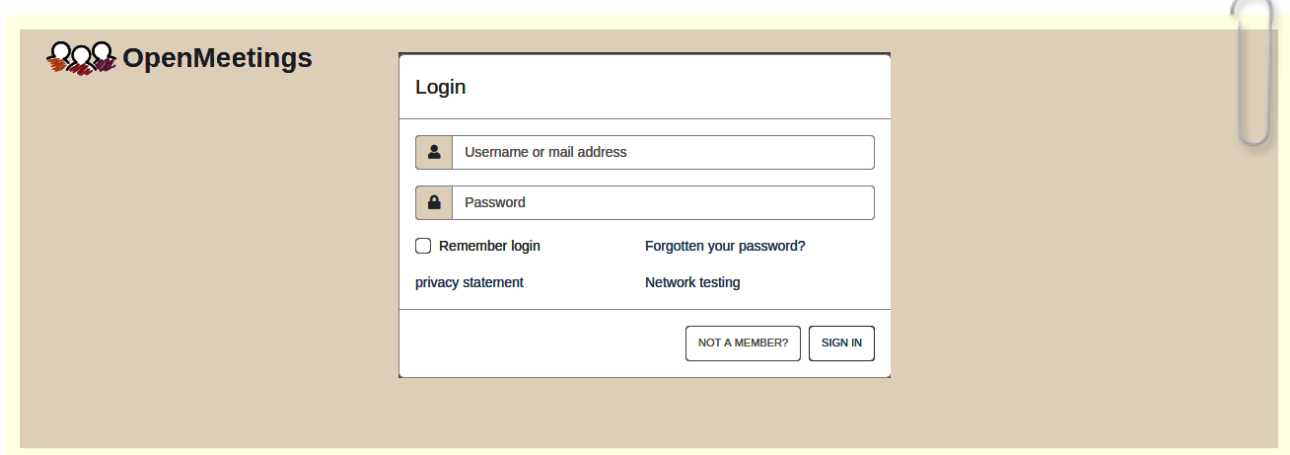 OpenMeetings
Login
Username or mail address
Password
Remember login
Forgotten your password?
privacy statement
Network testing
NOT A MEMBER?
SIGN IN